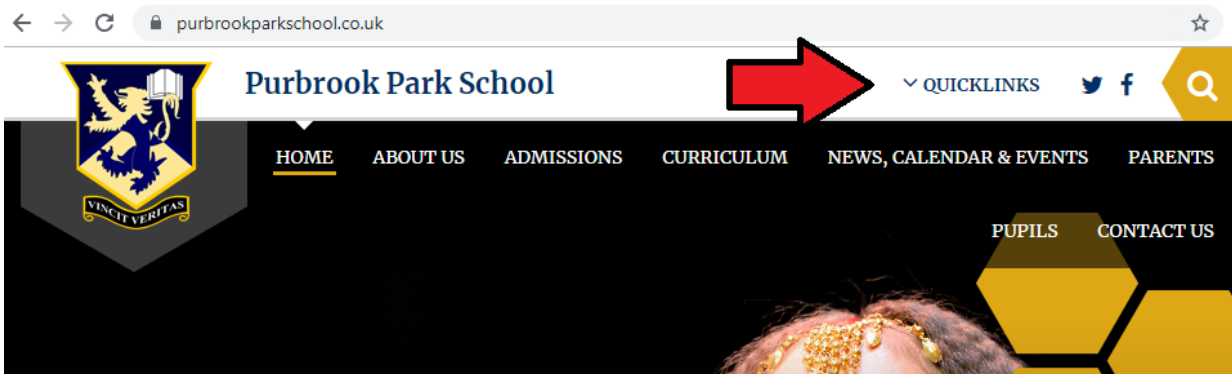 purbrookparkschool.co.uk
Purbrook Park School
QUICKLINKS
HOME ABOUT US ADMISSIONS CURRICULUM NEWS, CALENDAR & EVENTS PARENTS
VINCIT VERITAS
PUPILS CONTACT US